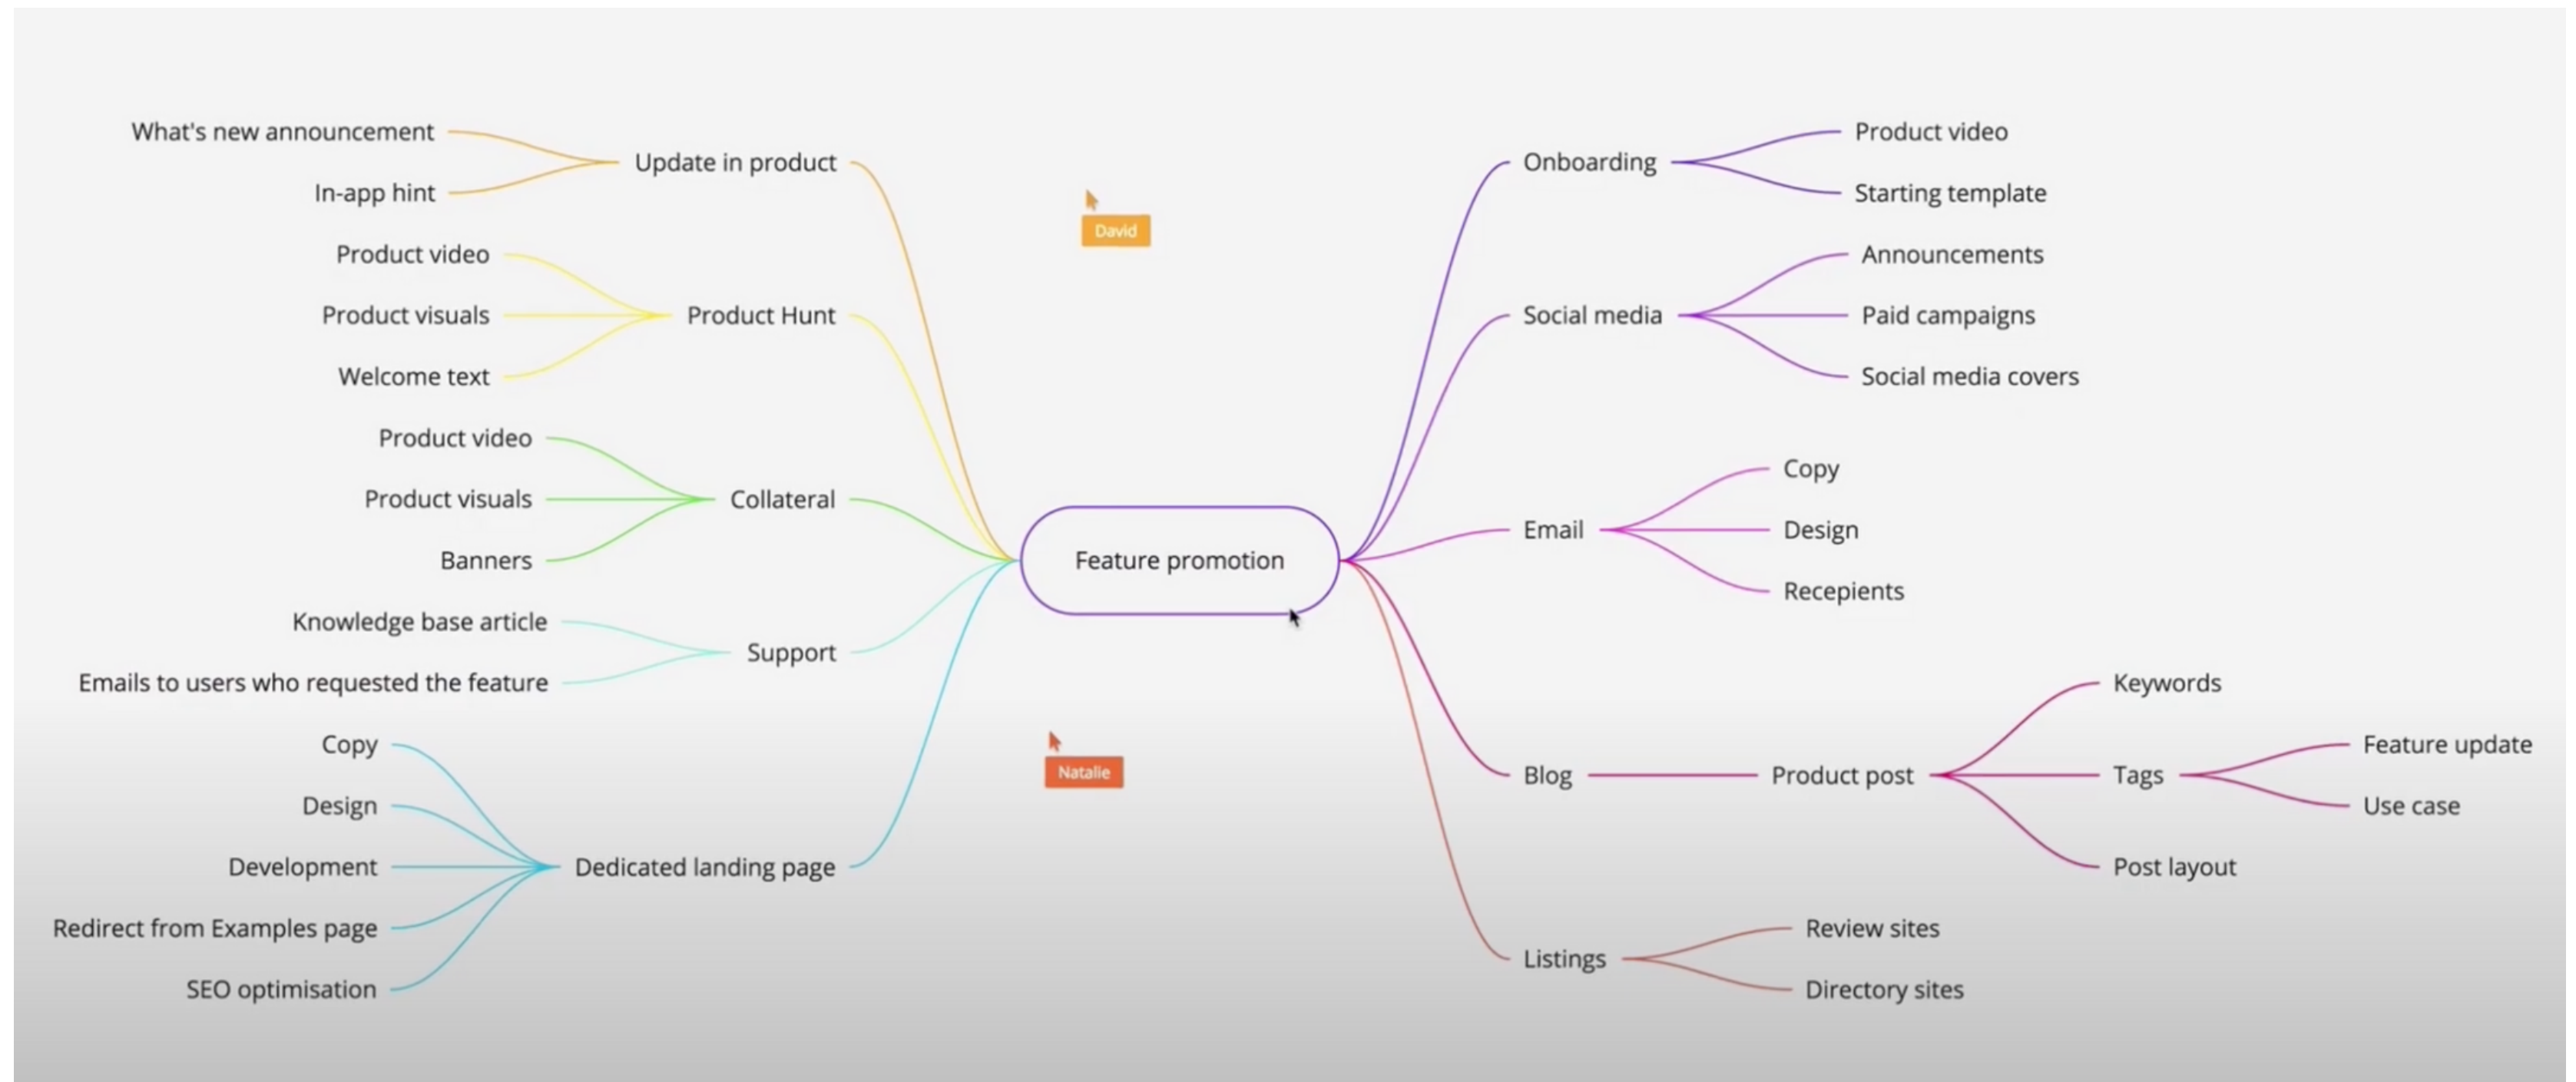 What's new announcement
In-app hint
Update in product
Product video
Product visuals
Welcome text
Product Hunt
Product video
Product visuals
Banners
Collateral
Knowledge base article
Emails to users who requested the feature
Support
Copy
Design
Development
Redirect from Examples page
SEO optimisation
Dedicated landing page
David
Feature promotion
Natalie
Onboarding
Product video
Starting template
Social media
Announcements
Paid campaigns
Social media covers
Email
Copy
Design
Recepients
Blog
Product post
Keywords
Tags
Feature update
Use case
Post layout
Listings
Review sites
Directory sites